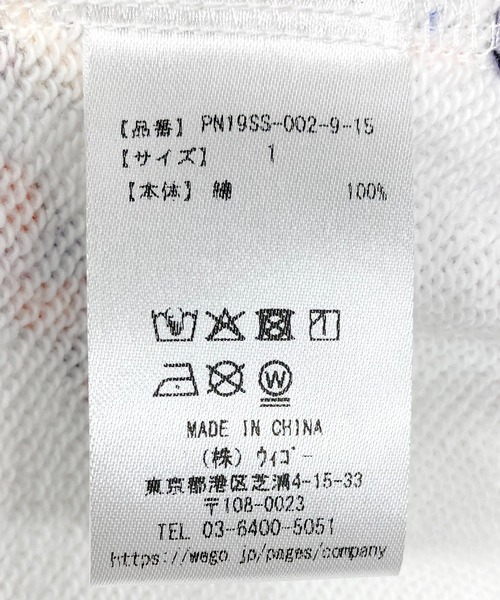 【品番】 PN19SS-002-9-15
【サイズ】 1
【本体】 綿 100%
W
MADE IN CHINA
(株) ウィゴー
東京都港区芝浦4-15-33
〒108-0023
TEL 03-6400-5051
https://wego.jp/pages/company